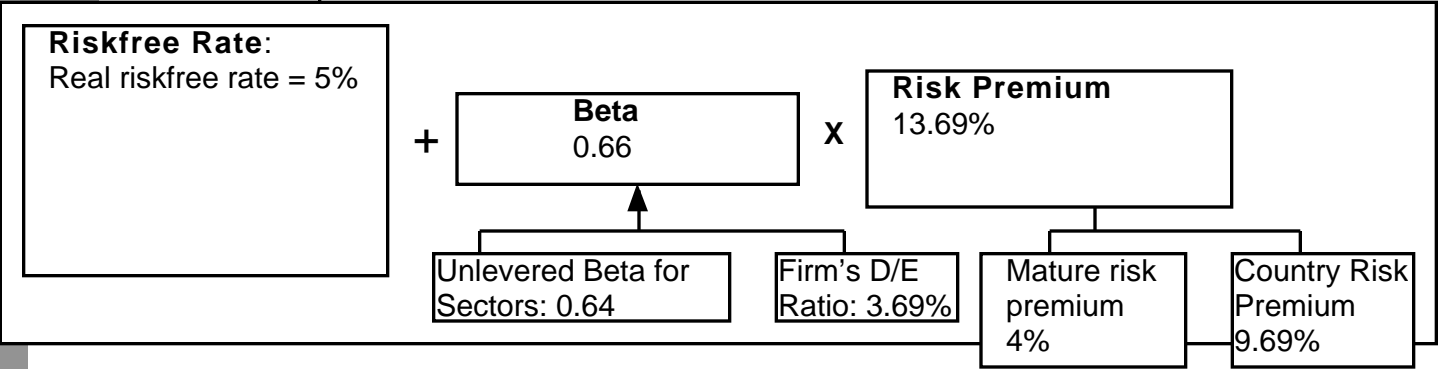 Riskfree Rate:
Real riskfree rate = 5%
+
Beta
0.66
X
Risk Premium
13.69%
Unlevered Beta for
Sectors: 0.64
Firm's D/E
Ratio: 3.69%
Mature risk
premium
4%
Country Risk
Premium
9.69%